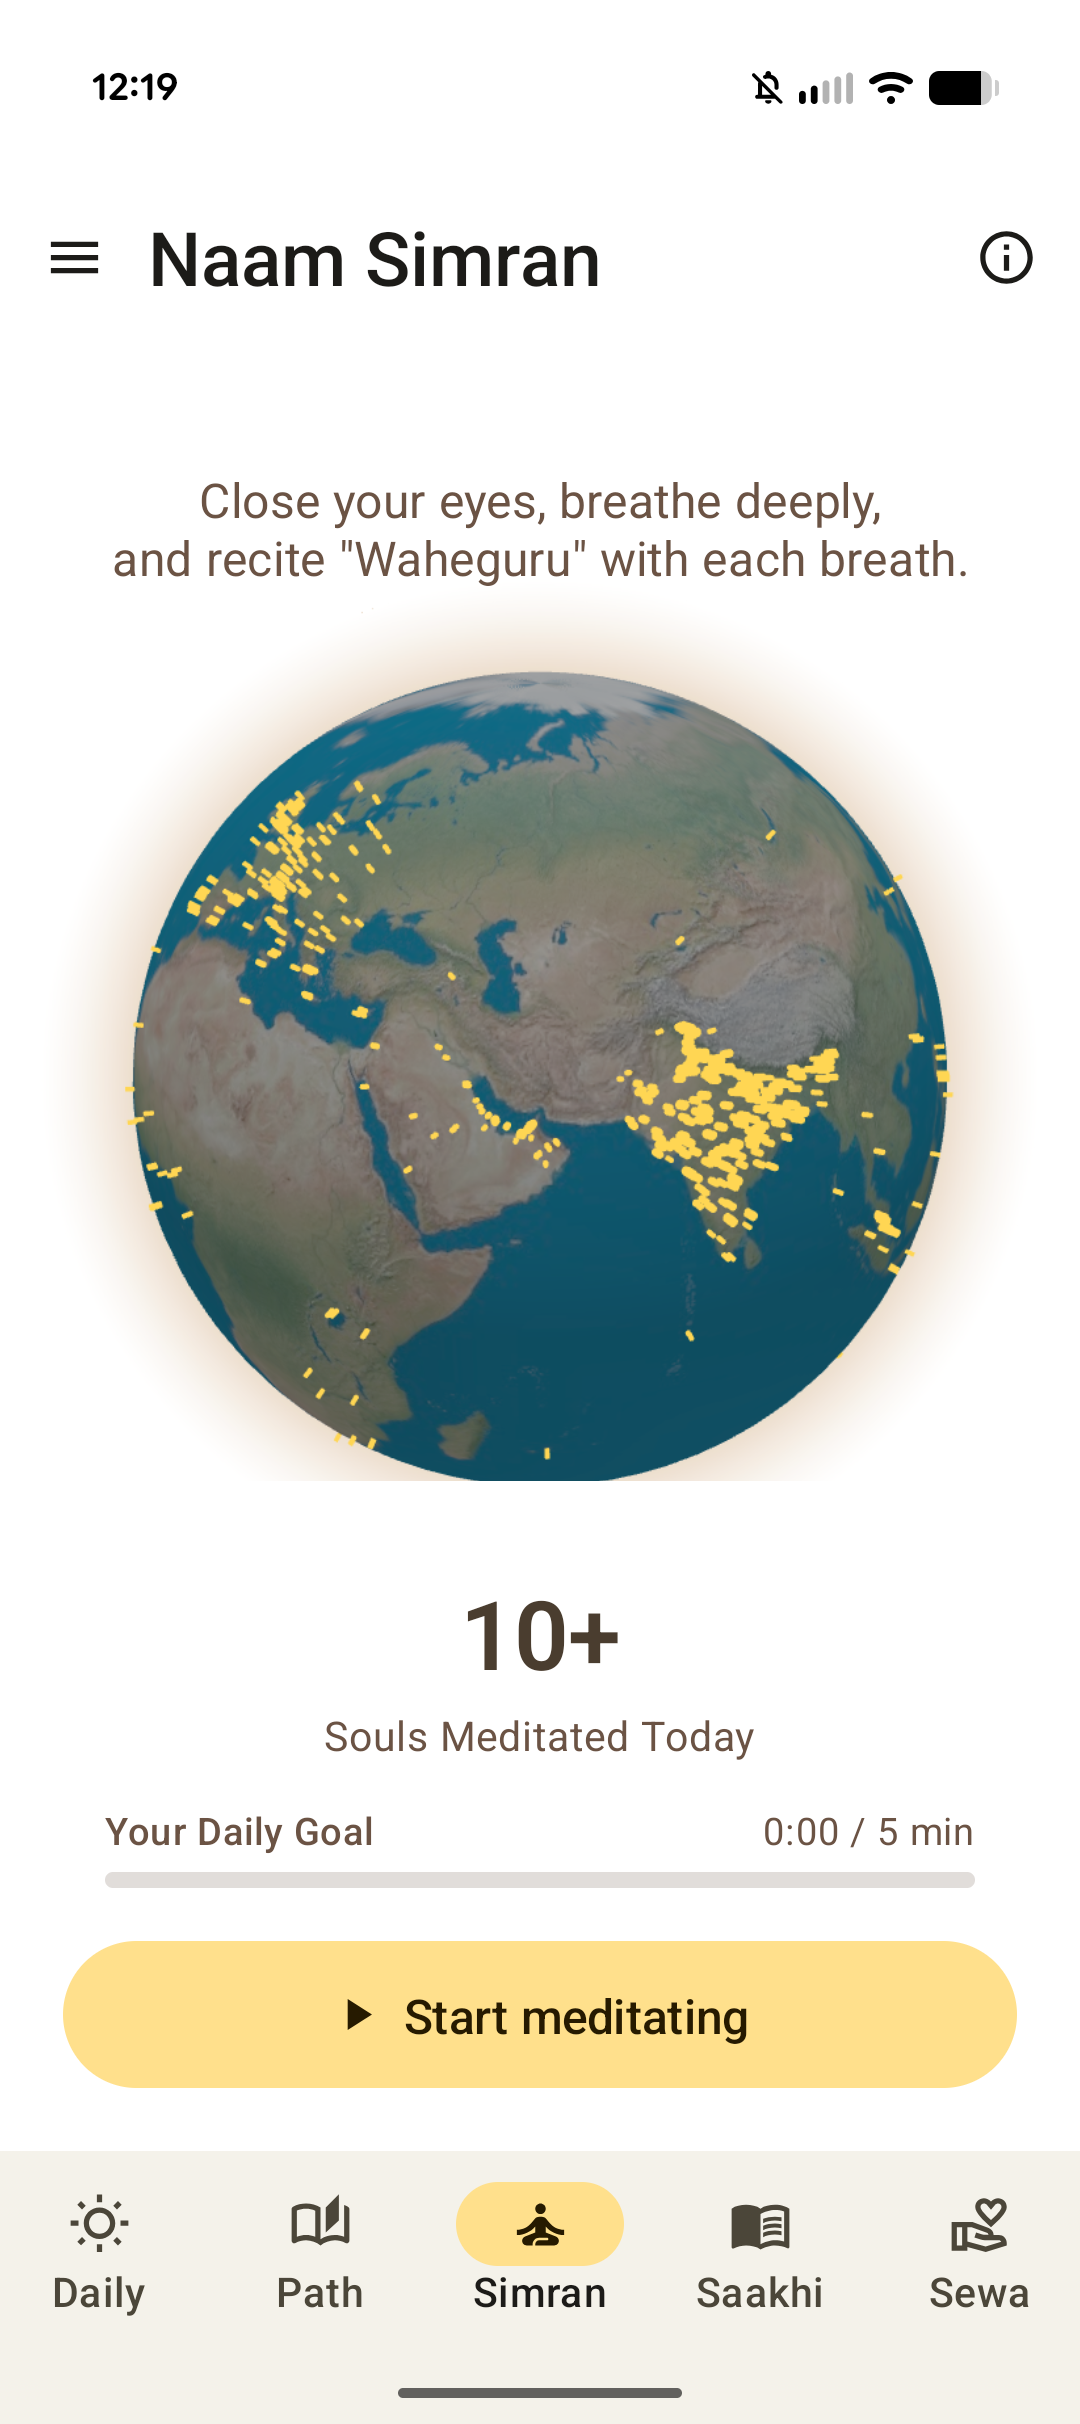 12:19
Naam Simran
Close your eyes, breathe deeply,
and recite "Waheguru" with each breath.
10+
Souls Meditated Today
Your Daily Goal
0:00 / 5 min
Start meditating
Daily
Path
Simran
Saakhi
Sewa